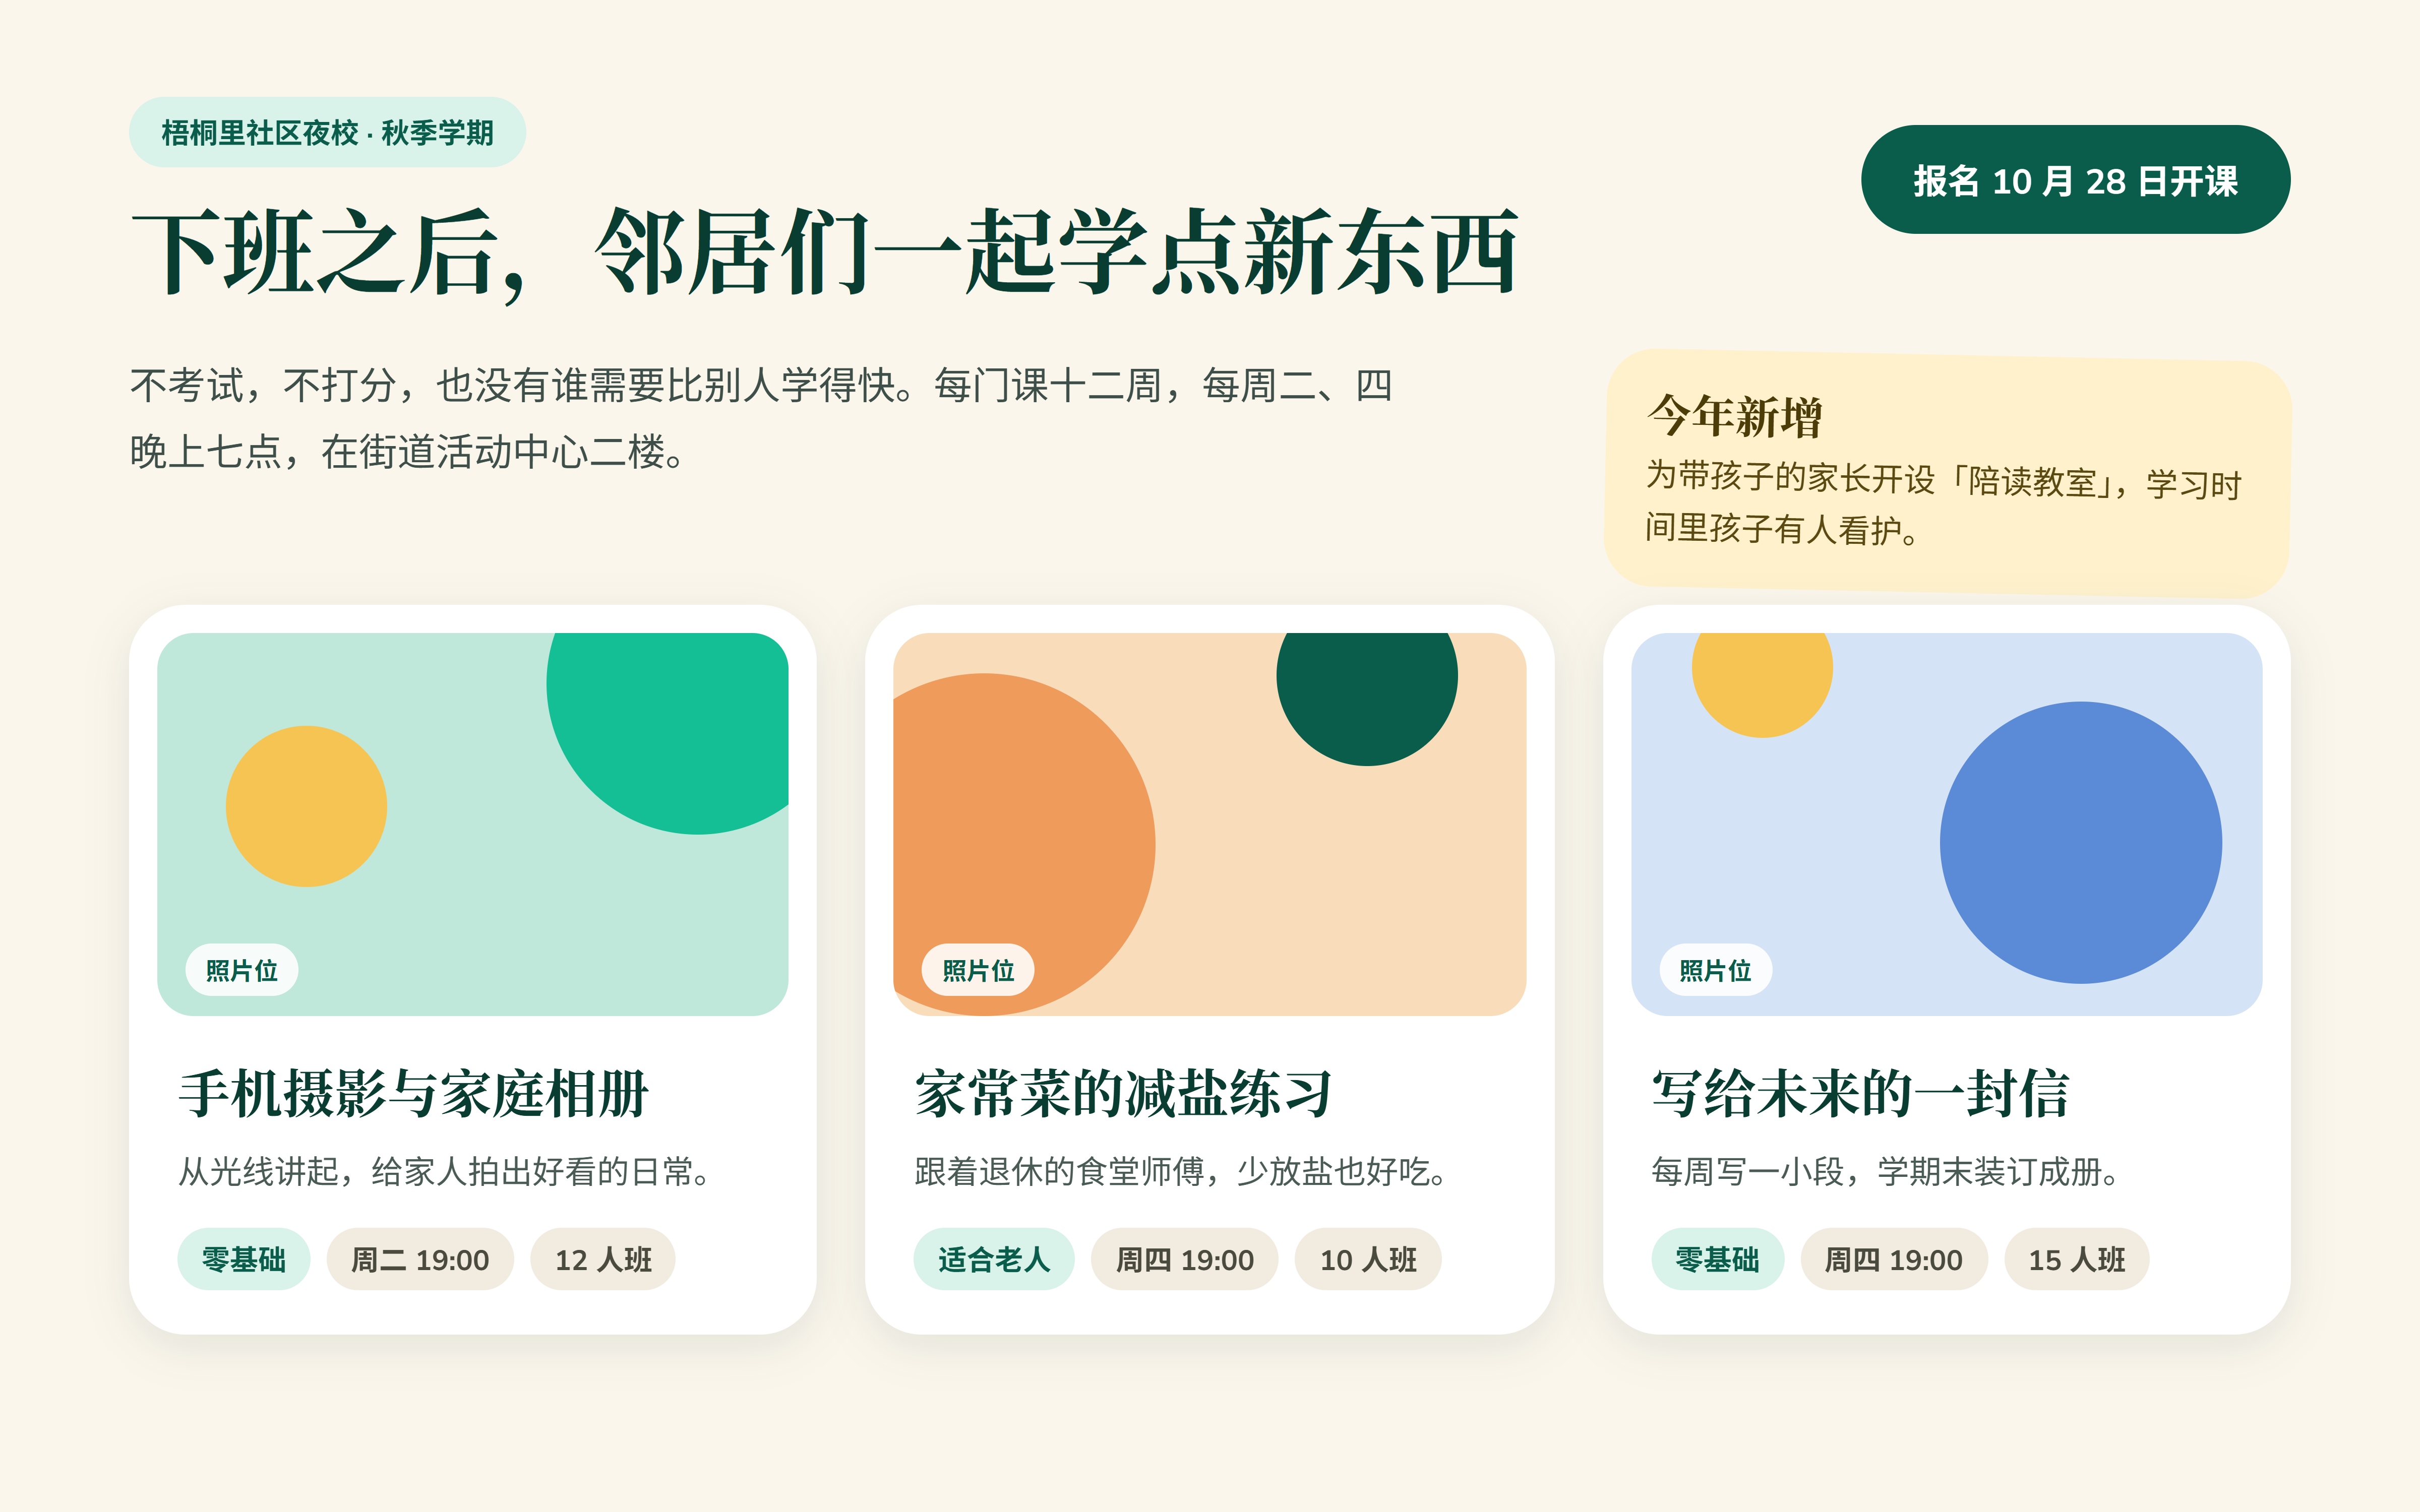 梧桐里社区夜校 · 秋季学期
下班之后，邻居们一起学点新东西
报名 10 月 28 日开课
不考试，不打分，也没有谁需要比别人学得快。每门课十二周，每周二、四
晚上七点，在街道活动中心二楼。
今年新增
为带孩子的家长开设「陪读教室」，学习时
间里孩子有人看护。
照片位
手机摄影与家庭相册
从光线讲起，给家人拍出好看的日常。
零基础 周二 19:00 12 人班
照片位
家常菜的减盐练习
跟着退休的食堂师傅，少放盐也好吃。
适合老人 周四 19:00 10 人班
照片位
写给未来的一封信
每周写一小段，学期末装订成册。
零基础 周四 19:00 15 人班